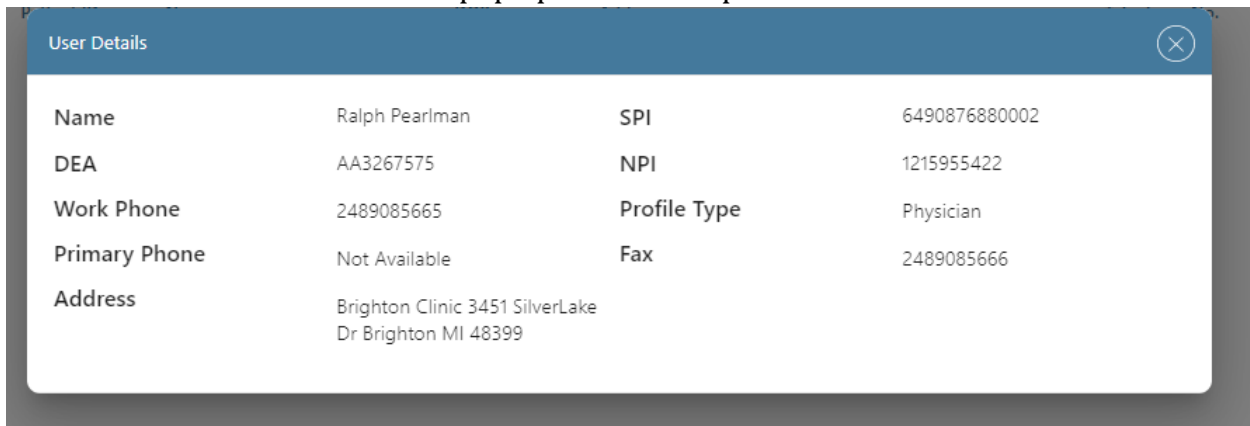 User Details
Name Ralph Pearlman SPI 6490876880002
DEA AA3267575 NPI 1215955422
Work Phone 2489085665 Profile Type Physician
Primary Phone Not Available Fax 2489085666
Address Brighton Clinic 3451 SilverLake
Dr Brighton MI 48399